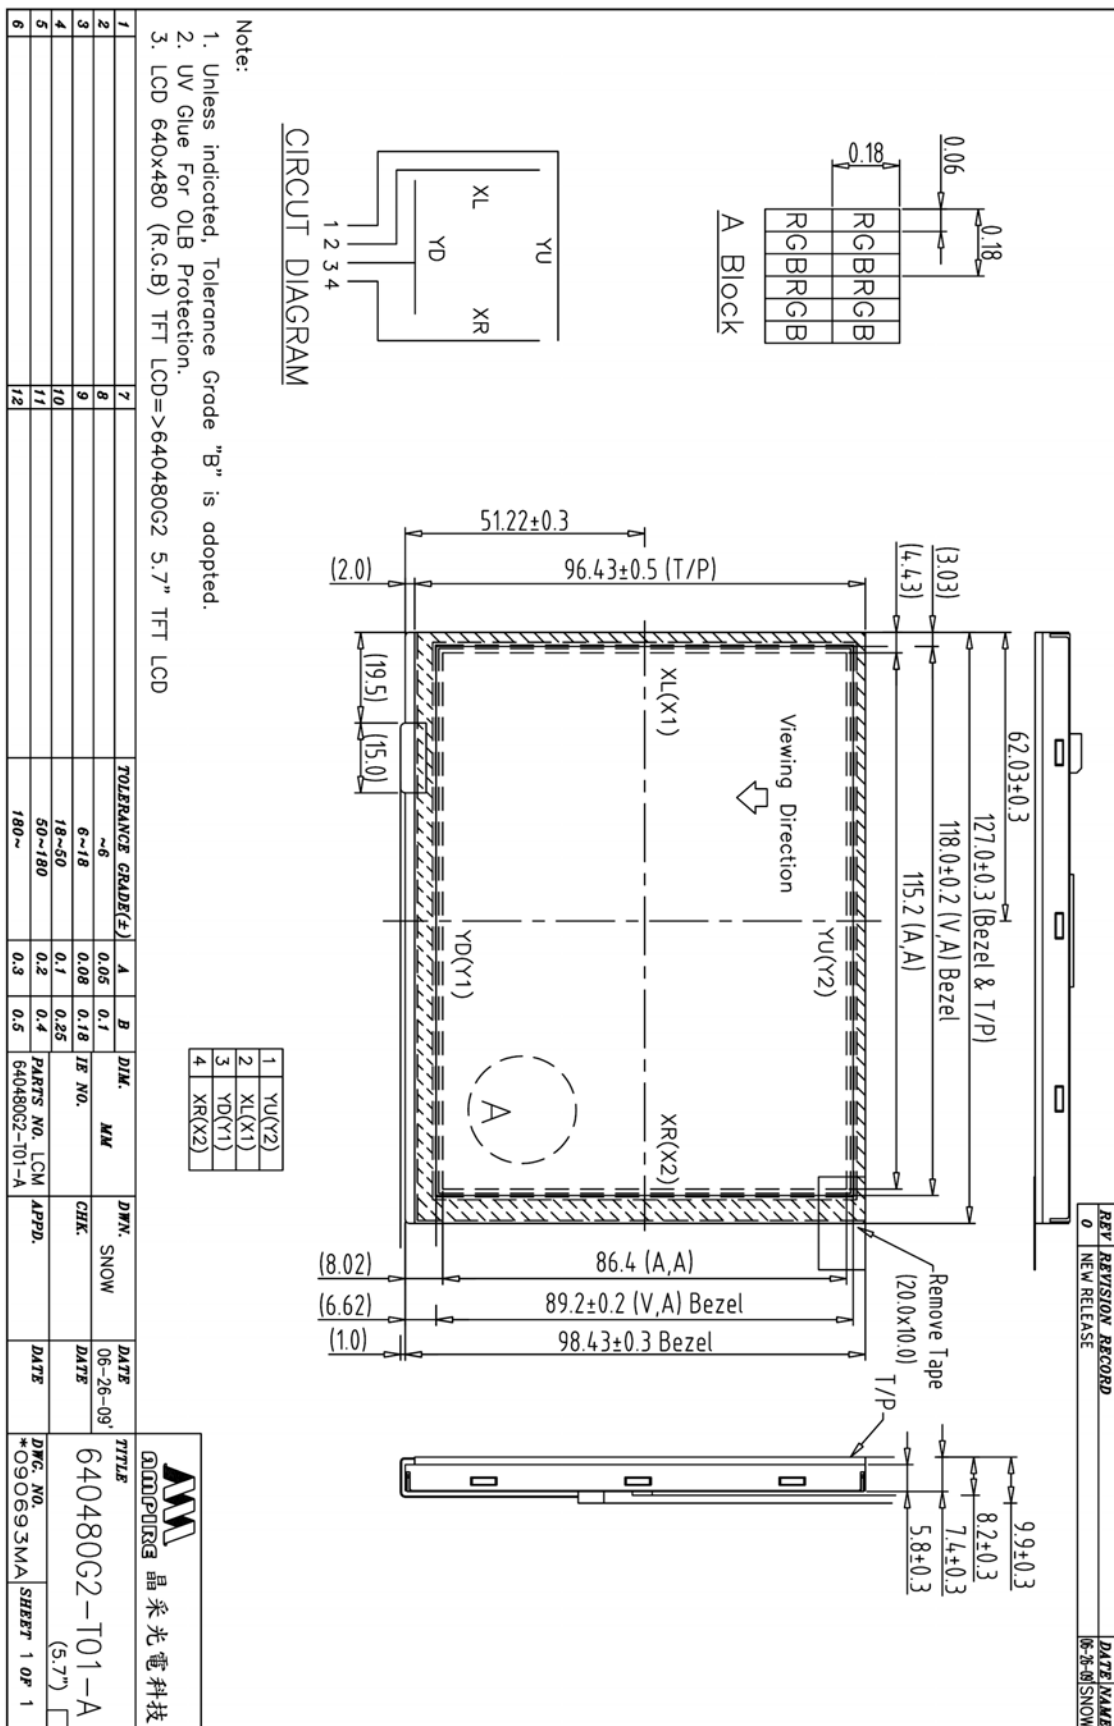 REV REVISION RECORD DATE NAME
0 NEW RELEASE 06-26-09' SNOW
0.18
0.06
0.18
R G B R G B
R G B R G B
A Block
YU
XL
XR
YD
1 2 3 4
CIRCUT DIAGRAM
62.03±0.3
127.0±0.3 (Bezel & T/P)
118.0±0.2 (V,A) Bezel
115.2 (A,A)
(3.03)
(4.43)
96.43±0.5 (T/P)
51.22±0.3
(2.0)
(19.5)
(15.0)
Viewing Direction
XL(X1)
YU(Y2)
YD(Y1)
XR(X2)
A
86.4 (A,A)
89.2±0.2 (V,A) Bezel
98.43±0.3 Bezel
(8.02)
(6.62)
(1.0)
Remove Tape
(20.0x10.0)
T/P
9.9±0.3
8.2±0.3
7.4±0.3
5.8±0.3
1 YU(Y2)
2 XL(X1)
3 YD(Y1)
4 XR(X2)
Note:
1. Unless indicated, Tolerance Grade "B" is adopted.
2. UV Glue For OLB Protection.
3. LCD 640x480 (R.G.B) TFT LCD=>640480G2 5.7" TFT LCD
1 7
2 8
3 9
4 10
5 11
6 12
TOLERANCE GRADE(±) A B
~6 0.05 0.1
6~18 0.08 0.18
18~50 0.1 0.25
50~180 0.2 0.4
180~ 0.3 0.5
DIM. MM
IE NO.
PARTS NO. LCM
640480G2-T01-A
DWN. SNOW
CHK.
APPD.
DATE
06-26-09'
DATE
DATE
AMPIRE 晶采光電科技
TITLE
640480G2-T01-A
(5.7")
DWG. NO.
*090693MA
SHEET 1 OF 1